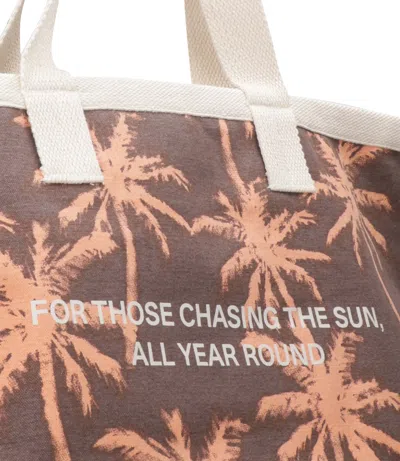 FOR THOSE CHASING THE SUN,
ALL YEAR ROUND